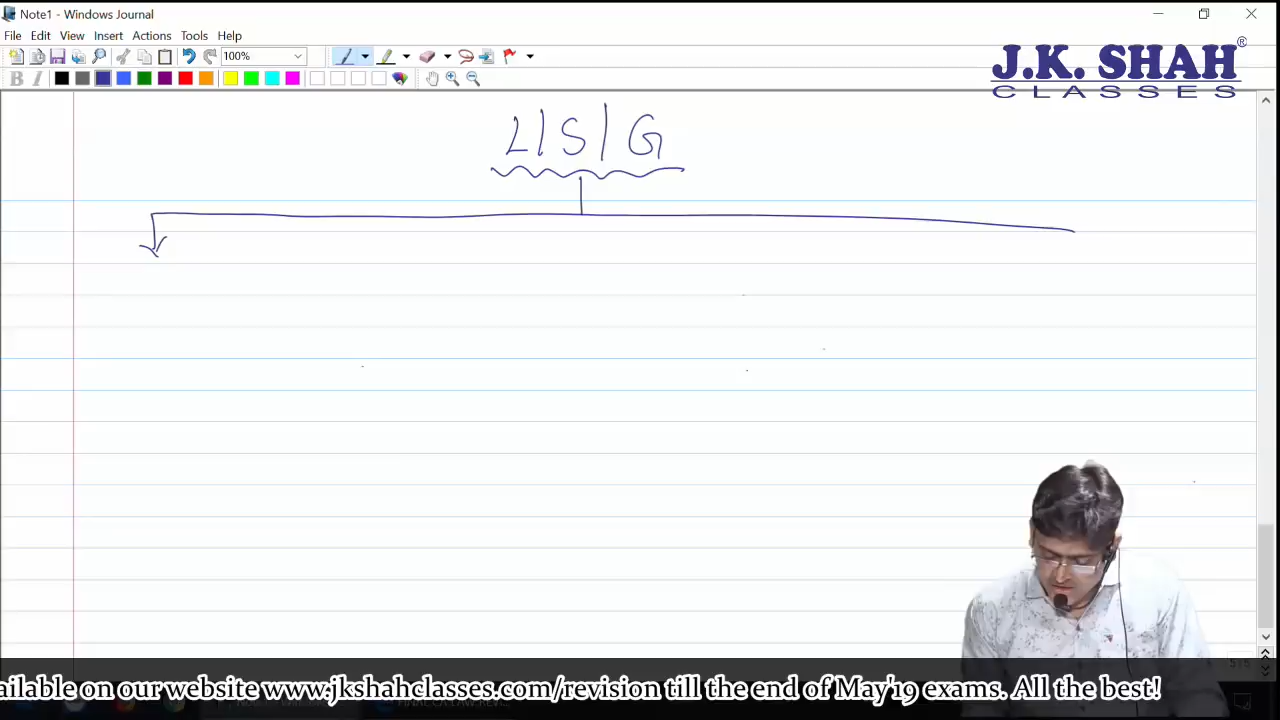 Note1 - Windows Journal
File Edit View Insert Actions Tools Help
100%
B I
J.K. SHAH®
CLASSES
L|S|G
ailable on our website www.jkshahclasses.com/revision till the end of May'19 exams. All the best!